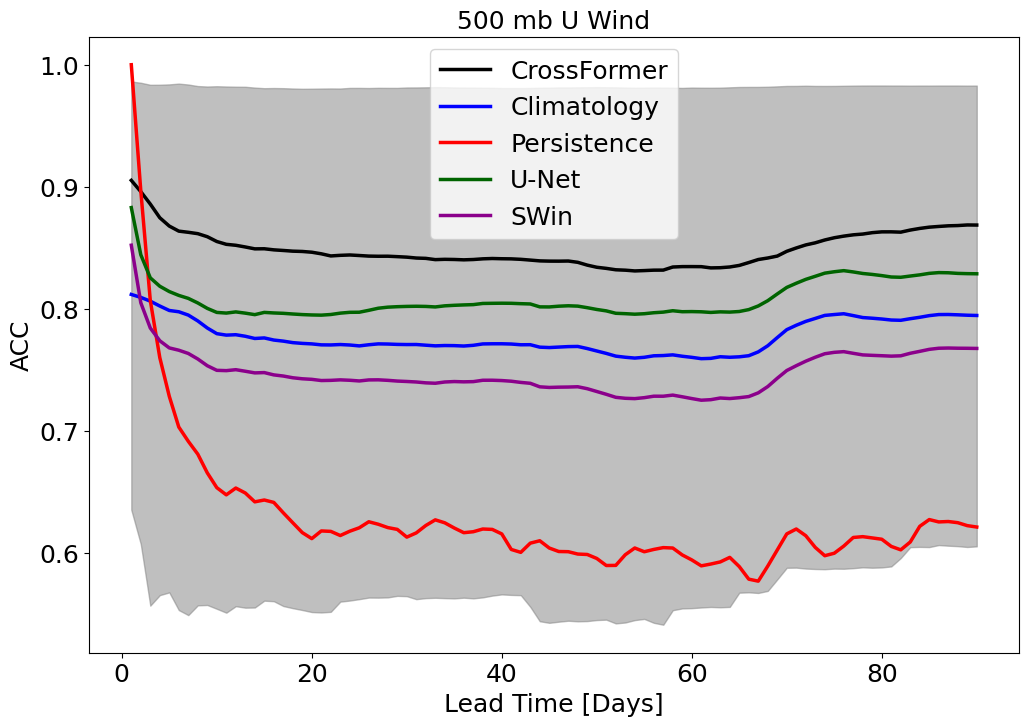 500 mb U Wind
CrossFormer
Climatology
Persistence
U-Net
SWin
ACC
1.0
0.9
0.8
0.7
0.6
0
20
40
60
80
Lead Time [Days]